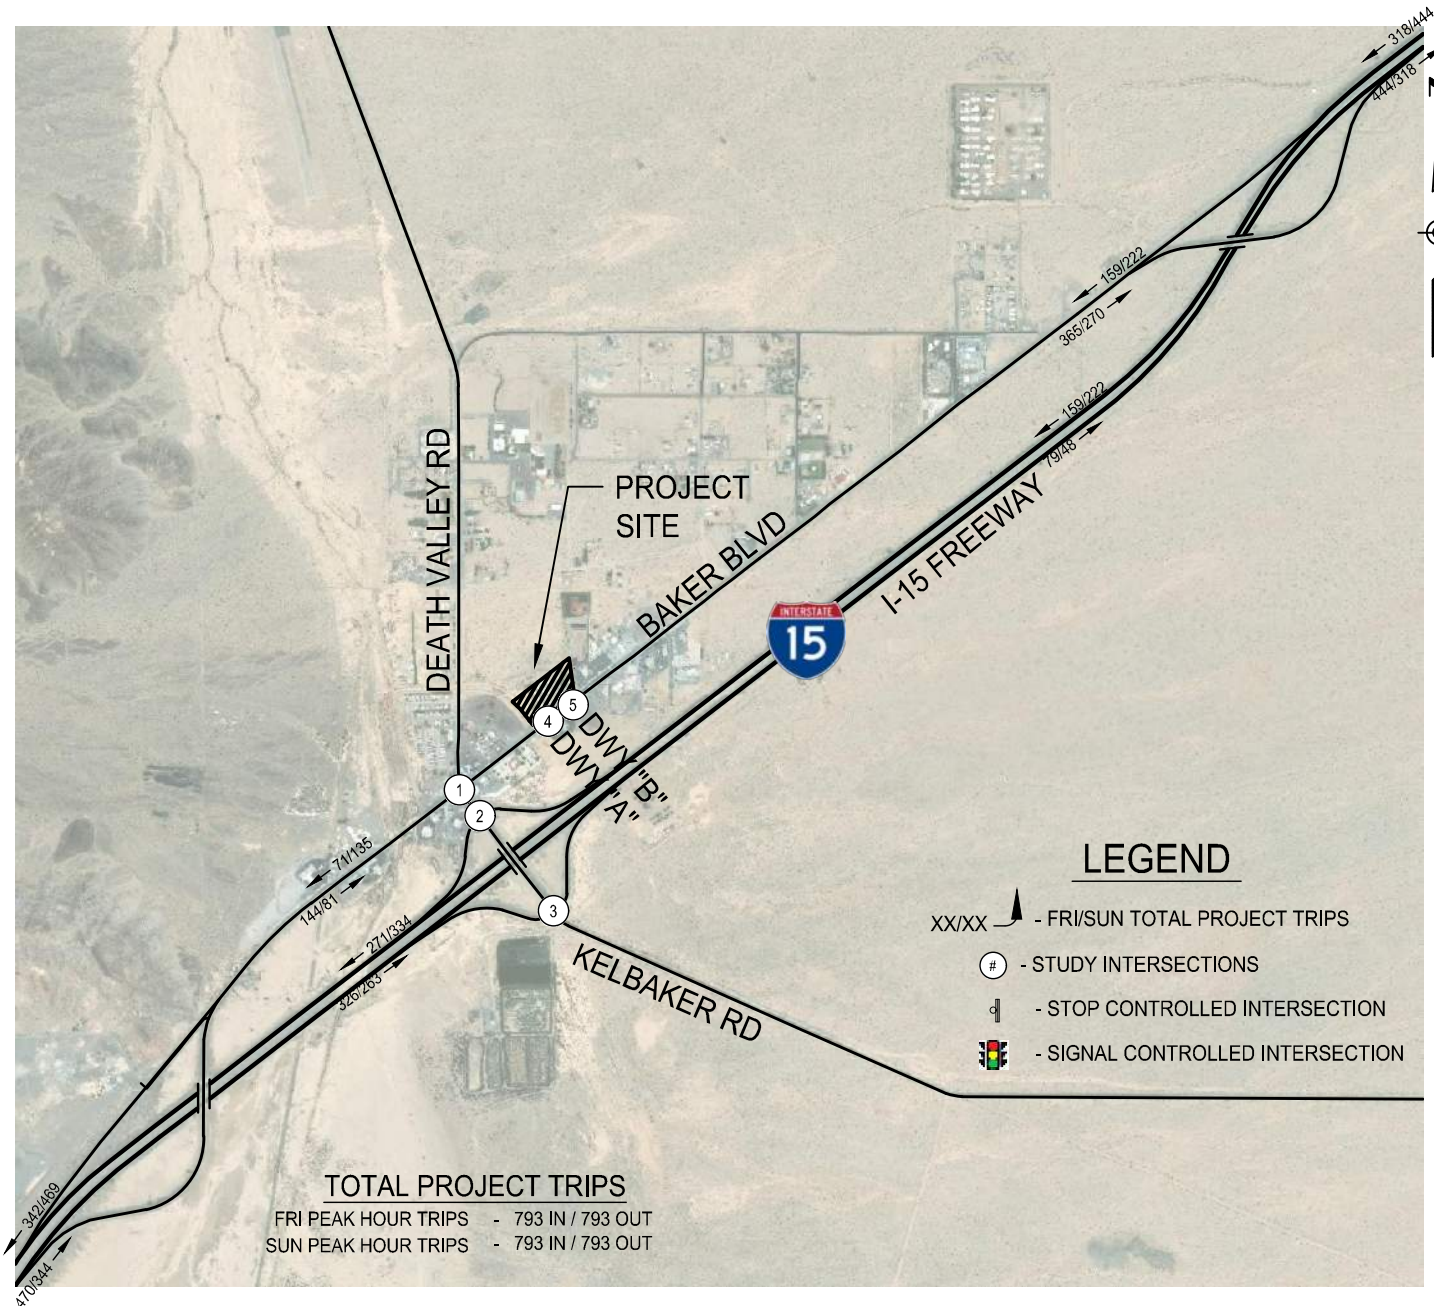 318/444
444/318
159/222
365/270
159/222
79/48
DEATH VALLEY RD
PROJECT
SITE
BAKER BLVD
I-15 FREEWAY
INTERSTATE
15
5
4
DWY "B"
DWY "A"
1
2
3
71/135
144/81
271/334
326/263
KELBAKER RD
LEGEND
XX/XX - FRI/SUN TOTAL PROJECT TRIPS
# - STUDY INTERSECTIONS
- STOP CONTROLLED INTERSECTION
- SIGNAL CONTROLLED INTERSECTION
342/469
470/344
TOTAL PROJECT TRIPS
FRI PEAK HOUR TRIPS - 793 IN / 793 OUT
SUN PEAK HOUR TRIPS - 793 IN / 793 OUT